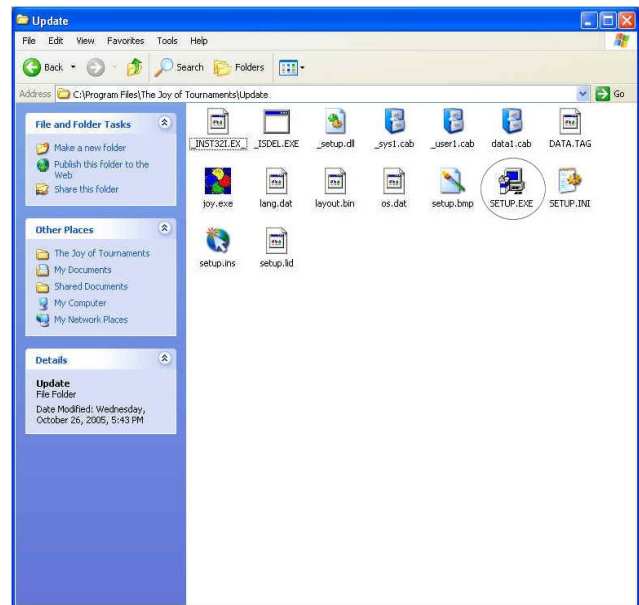 Update
File Edit View Favorites Tools Help
Back Search Folders
Address C:\Program Files\The Joy of Tournaments\Update Go
File and Folder Tasks
Make a new folder
Publish this folder to the
Web
Share this folder
Other Places
The Joy of Tournaments
My Documents
Shared Documents
My Computer
My Network Places
Details
Update
File Folder
Date Modified: Wednesday,
October 26, 2005, 5:43 PM
_INST32I.EX_ _ISDEL.EXE _setup.dll _sys1.cab _user1.cab data1.cab DATA.TAG
joy.exe lang.dat layout.bin os.dat setup.bmp SETUP.EXE SETUP.INI
setup.ins setup.lid